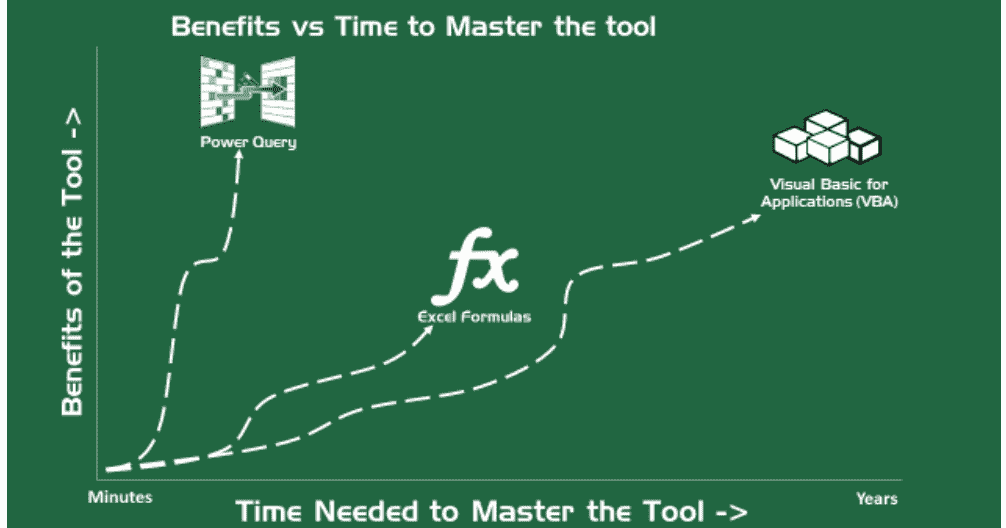 Benefits vs Time to Master the tool
Power Query
Visual Basic for
Applications (VBA)
Benefits of the Tool ->
fx
Excel Formulas
Minutes
Years
Time Needed to Master the Tool ->